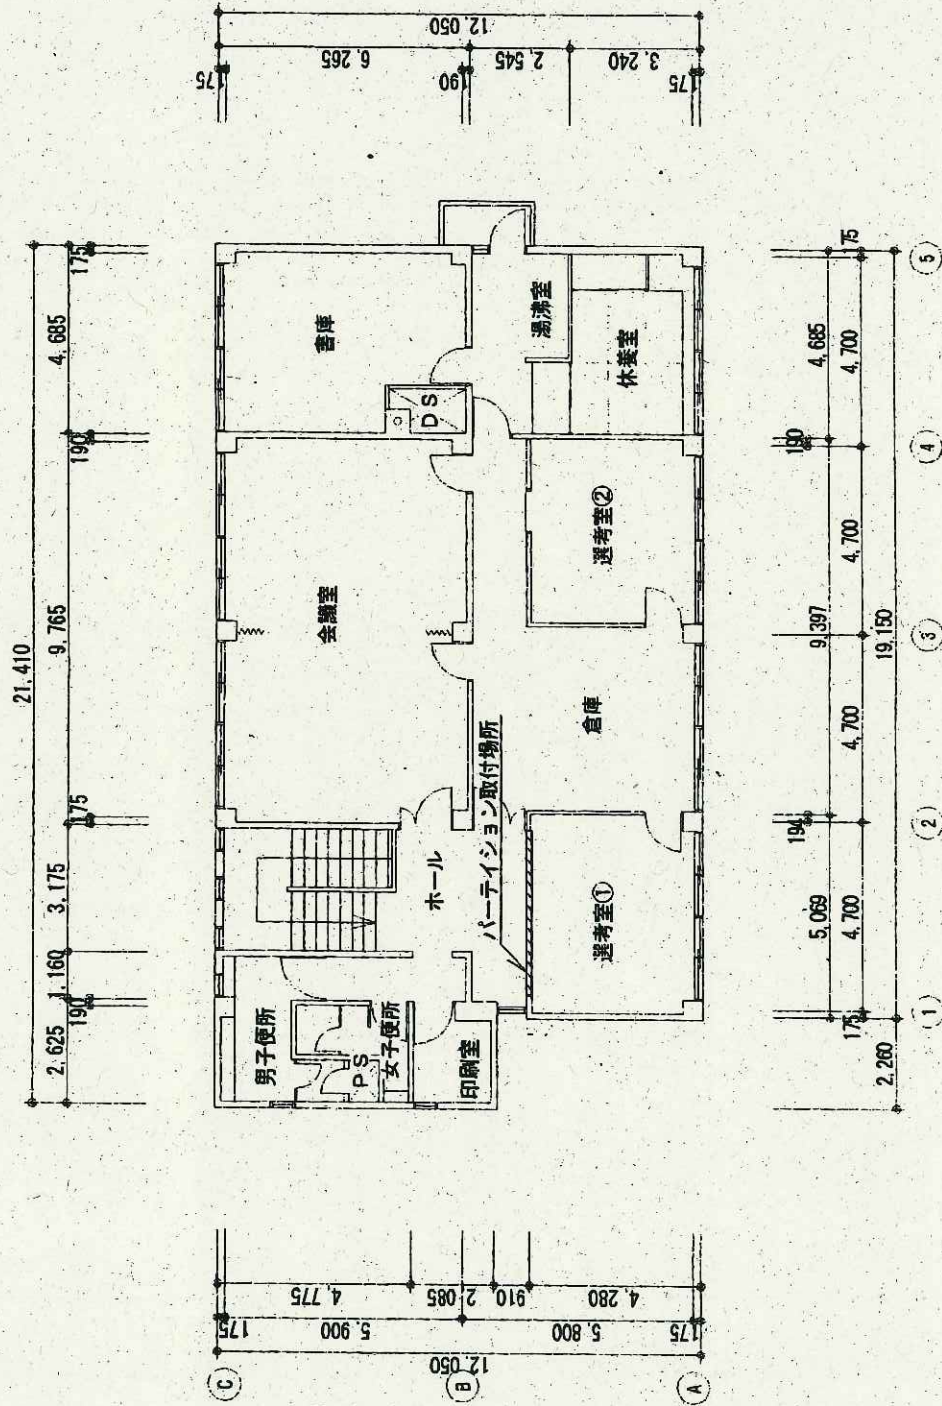 21,410
2,625
1,160
3,175
9,765
4,685
190
175
190
175
12,050
6,265
2,545
3,240
175
190
175
書庫
DS
会議室
湯沸室
休養室
選考室②
倉庫
パーテイション取付場所
ホール
選考室①
男子便所
PS
女子便所
印刷室
5,069
9,397
4,685
194
190
175
4,700
4,700
4,700
4,700
175
2,260
19,150
1
2
3
4
5
4,775
2,085
910
4,280
175
5,900
5,800
175
12,050
C
B
A